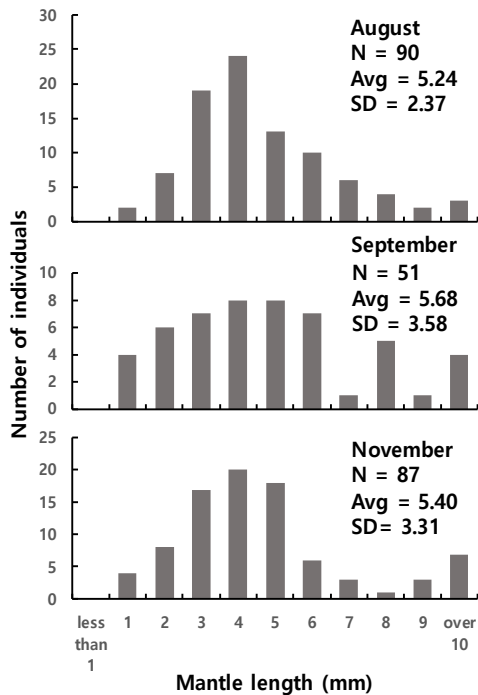 Number of individuals
30
25
20
15
10
5
0
August
N = 90
Avg = 5.24
SD = 2.37
10
8
6
4
2
0
September
N = 51
Avg = 5.68
SD = 3.58
25
20
15
10
5
0
November
N = 87
Avg = 5.40
SD= 3.31
less than 1 1 2 3 4 5 6 7 8 9 over 10
Mantle length (mm)